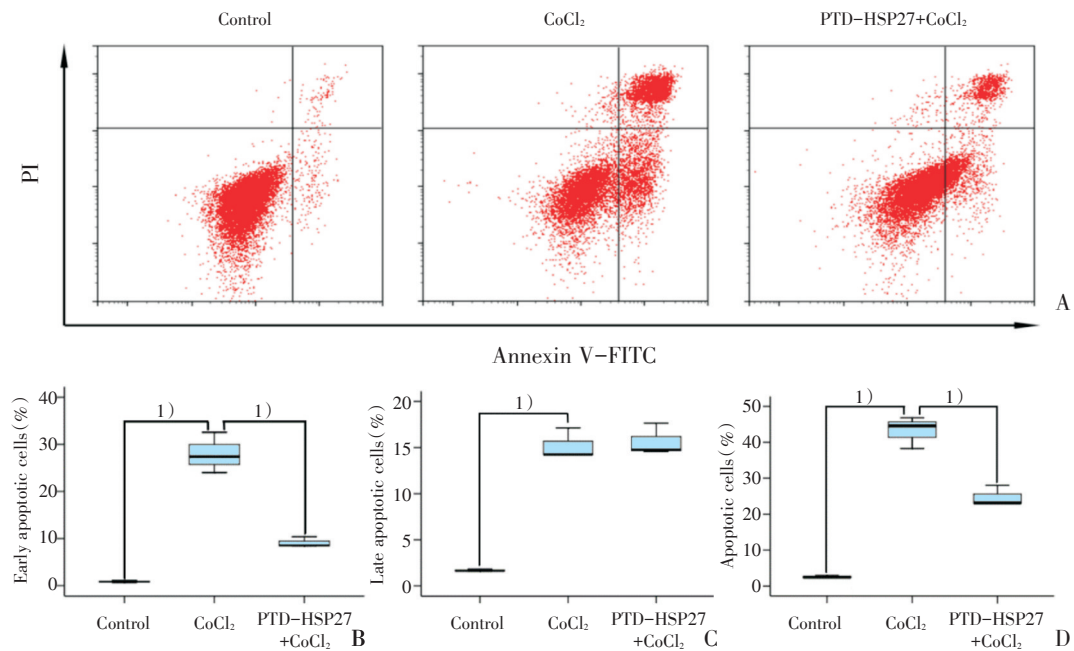 Control
CoCl₂
PTD-HSP27+CoCl₂
PI
A
Annexin V-FITC
Early apoptotic cells(%)
40
30
20
10
0
1)
1)
Control
CoCl₂
PTD-HSP27
+CoCl₂
B
Late apoptotic cells(%)
20
15
10
5
0
1)
Control
CoCl₂
PTD-HSP27
+CoCl₂
C
Apoptotic cells(%)
50
40
30
20
10
0
1)
1)
Control
CoCl₂
PTD-HSP27
+CoCl₂
D